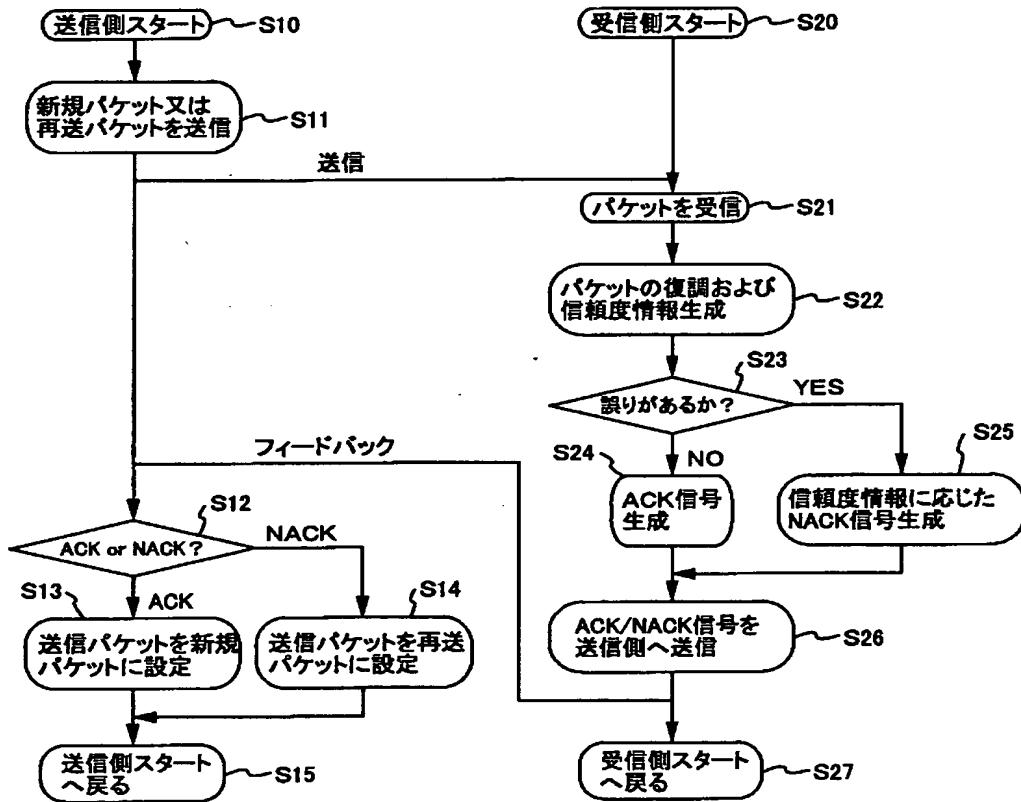 送信側スタート
S10
新規パケット又は
再送パケットを送信
S11
送信
フィードバック
S12
ACK or NACK?
NACK
ACK
S13
送信パケットを新規
パケットに設定
S14
送信パケットを再送
パケットに設定
送信側スタート
へ戻る
S15
受信側スタート
S20
パケットを受信
S21
パケットの復調および
信頼度情報生成
S22
S23
誤りがあるか?
YES
NO
S24
ACK信号
生成
S25
信頼度情報に応じた
NACK信号生成
ACK/NACK信号を
送信側へ送信
S26
受信側スタート
へ戻る
S27